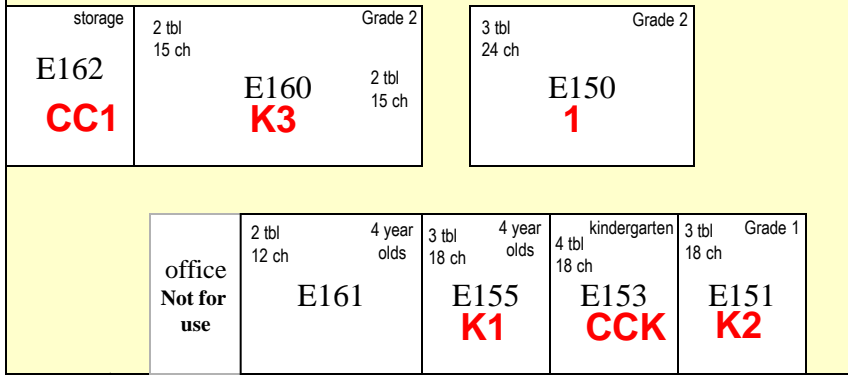 storage
E162
CC1
2 tbl
15 ch
Grade 2
E160
K3
2 tbl
15 ch
3 tbl
24 ch
Grade 2
E150
1
office
Not for
use
2 tbl
12 ch
4 year
olds
E161
3 tbl
18 ch
4 year
olds
E155
K1
kindergarten
4 tbl
18 ch
E153
CCK
3 tbl
18 ch
Grade 1
E151
K2